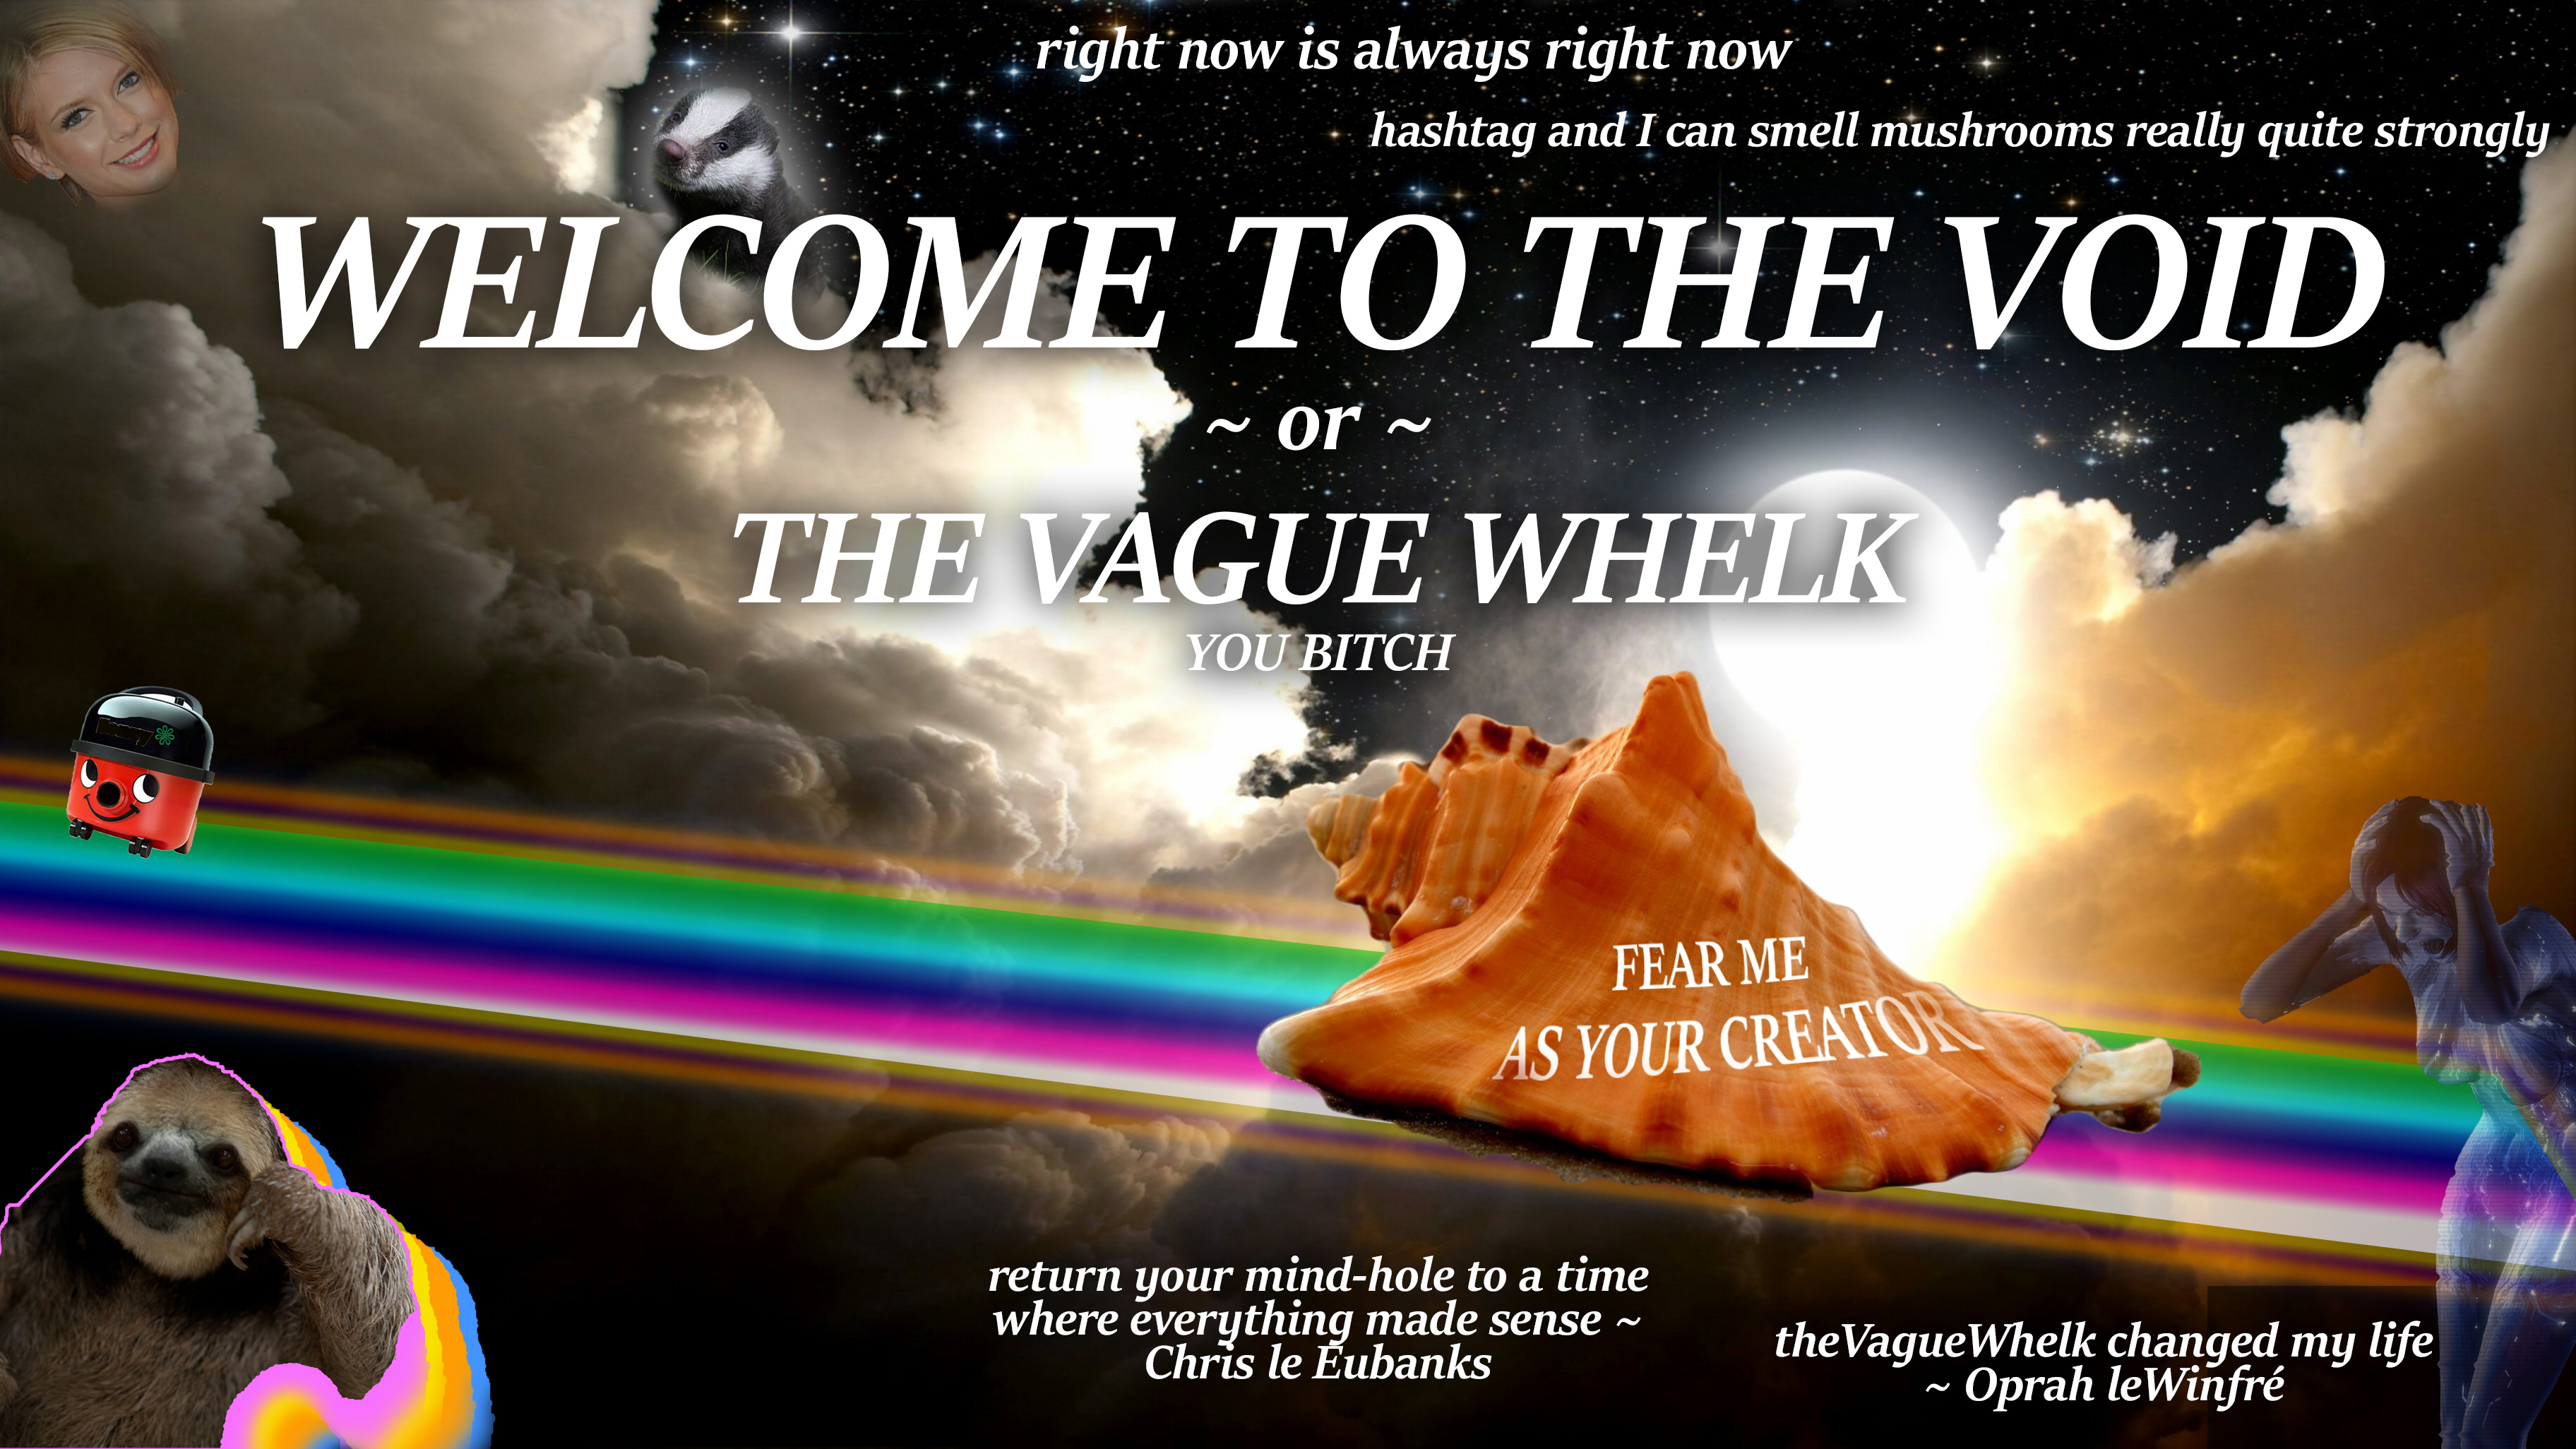 right now is always right now
hashtag and I can smell mushrooms really quite strongly
WELCOME TO THE VOID
~ or ~
THE VAGUE WHELK
YOU BITCH
FEAR ME
AS YOUR CREATOR
return your mind-hole to a time
where everything made sense ~
Chris le Eubanks
theVagueWhelk changed my life
~ Oprah leWinfré